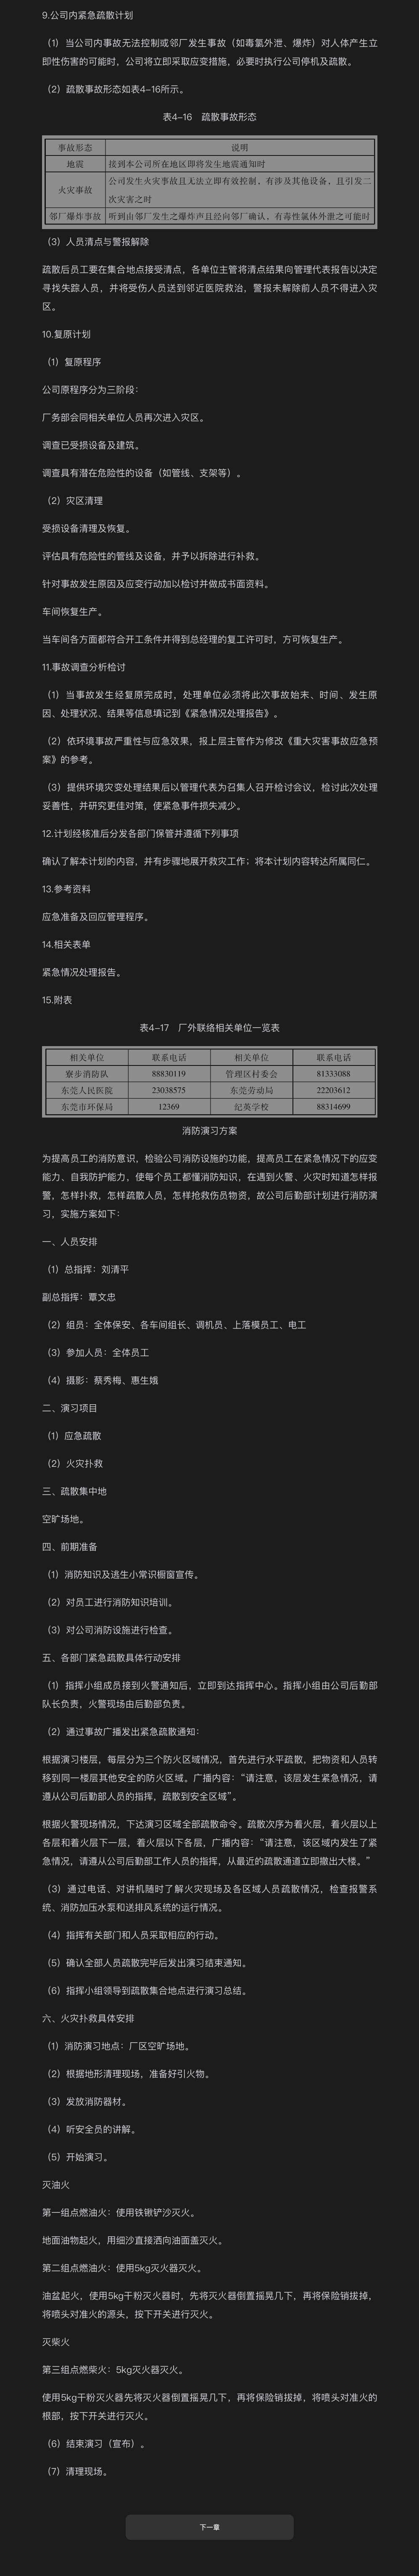 9.公司内紧急疏散计划
（1）当公司内事故无法控制或邻厂发生事故（如毒氯外泄、爆炸）对人体产生立
即性伤害的可能时，公司将立即采取应变措施，必要时执行公司停机及疏散。
（2）疏散事故形态如表4-16所示。
表4-16 疏散事故形态
事故形态 说明
地震 接到本公司所在地区即将发生地震通知时
火灾事故 公司发生火灾事故且无法立即有效控制，有涉及其他设备，且引发二
次灾害之时
邻厂爆炸事故 听到由邻厂发生之爆炸声且经向邻厂确认，有毒性氯体外泄之可能时
（3）人员清点与警报解除
疏散后员工要在集合地点接受清点，各单位主管将清点结果向管理代表报告以决定
寻找失踪人员，并将受伤人员送到邻近医院救治，警报未解除前人员不得进入灾
区。
10.复原计划
（1）复原程序
公司原程序分为三阶段：
厂务部会同相关单位人员再次进入灾区。
调查已受损设备及建筑。
调查具有潜在危险性的设备（如管线、支架等）。
（2）灾区清理
受损设备清理及恢复。
评估具有危险性的管线及设备，并予以拆除进行补救。
针对事故发生原因及应变行动加以检讨并做成书面资料。
车间恢复生产。
当车间各方面都符合开工条件并得到总经理的复工许可时，方可恢复生产。
11.事故调查分析检讨
（1）当事故发生经复原完成时，处理单位必须将此次事故始末、时间、发生原
因、处理状况、结果等信息填记到《紧急情况处理报告》。
（2）依环境事故严重性与应急效果，报上层主管作为修改《重大灾害事故应急预
案》的参考。
（3）提供环境灾变处理结果后以管理代表为召集人召开检讨会议，检讨此次处理
妥善性，并研究更佳对策，使紧急事件损失减少。
12.计划经核准后分发各部门保管并遵循下列事项
确认了解本计划的内容，并有步骤地展开救灾工作；将本计划内容转达所属同仁。
13.参考资料
应急准备及回应管理程序。
14.相关表单
紧急情况处理报告。
15.附表
表4-17 厂外联络相关单位一览表
相关单位 联系电话 相关单位 联系电话
寮步消防队 88830119 管理区村委会 81333088
东莞人民医院 23038575 东莞劳动局 22203612
东莞市环保局 12369 纪英学校 88314699
消防演习方案
为提高员工的消防意识，检验公司消防设施的功能，提高员工在紧急情况下的应变
能力、自我防护能力，使每个员工都懂消防知识，在遇到火警、火灾时知道怎样报
警，怎样扑救，怎样疏散人员，怎样抢救伤员物资，故公司后勤部计划进行消防演
习，实施方案如下：
一、人员安排
（1）总指挥：刘清平
副总指挥：覃文忠
（2）组员：全体保安、各车间组长、调机员、上落模员工、电工
（3）参加人员：全体员工
（4）摄影：蔡秀梅、惠生娥
二、演习项目
（1）应急疏散
（2）火灾扑救
三、疏散集中地
空旷场地。
四、前期准备
（1）消防知识及逃生小常识橱窗宣传。
（2）对员工进行消防知识培训。
（3）对公司消防设施进行检查。
五、各部门紧急疏散具体行动安排
（1）指挥小组成员接到火警通知后，立即到达指挥中心。指挥小组由公司后勤部
队长负责，火警现场由后勤部负责。
（2）通过事故广播发出紧急疏散通知：
根据演习楼层，每层分为三个防火区域情况，首先进行水平疏散，把物资和人员转
移到同一楼层其他安全的防火区域。广播内容：“请注意，该层发生紧急情况，请
遵从公司后勤部人员的指挥，疏散到安全区域”。
根据火警现场情况，下达演习区域全部疏散命令。疏散次序为着火层，着火层以上
各层和着火层下一层，着火层以下各层，广播内容：“请注意，该区域内发生了紧
急情况，请遵从公司后勤部工作人员的指挥，从最近的疏散通道立即撤出大楼。”
（3）通过电话、对讲机随时了解火灾现场及各区域人员疏散情况，检查报警系
统、消防加压水泵和送排风系统的运行情况。
（4）指挥有关部门和人员采取相应的行动。
（5）确认全部人员疏散完毕后发出演习结束通知。
（6）指挥小组领导到疏散集合地点进行演习总结。
六、火灾扑救具体安排
（1）消防演习地点：厂区空旷场地。
（2）根据地形清理现场，准备好引火物。
（3）发放消防器材。
（4）听安全员的讲解。
（5）开始演习。
灭油火
第一组点燃油火：使用铁锹铲沙灭火。
地面油物起火，用细沙直接洒向油面盖灭火。
第二组点燃油火：使用5kg灭火器灭火。
油盆起火，使用5kg干粉灭火器时，先将灭火器倒置摇晃几下，再将保险销拔掉，
将喷头对准火的源头，按下开关进行灭火。
灭柴火
第三组点燃柴火：5kg灭火器灭火。
使用5kg干粉灭火器先将灭火器倒置摇晃几下，再将保险销拔掉，将喷头对准火的
根部，按下开关进行灭火。
（6）结束演习（宣布）。
（7）清理现场。
下一章